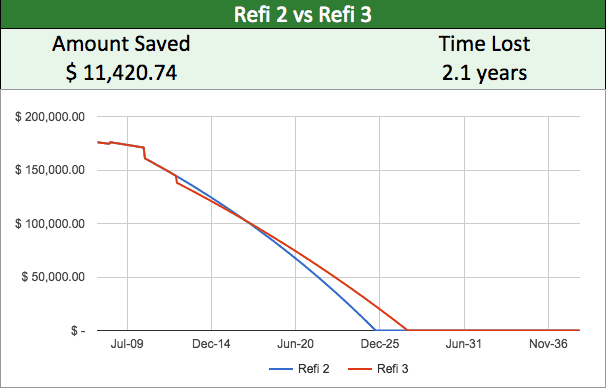 Refi 2 vs Refi 3
Amount Saved
Time Lost
$ 11,420.74
2.1 years
$ 200,000.00
$ 150,000.00
$ 100,000.00
$ 50,000.00
$ -
Jul-09 Dec-14 Jun-20 Dec-25 Jun-31 Nov-36
Refi 2 Refi 3